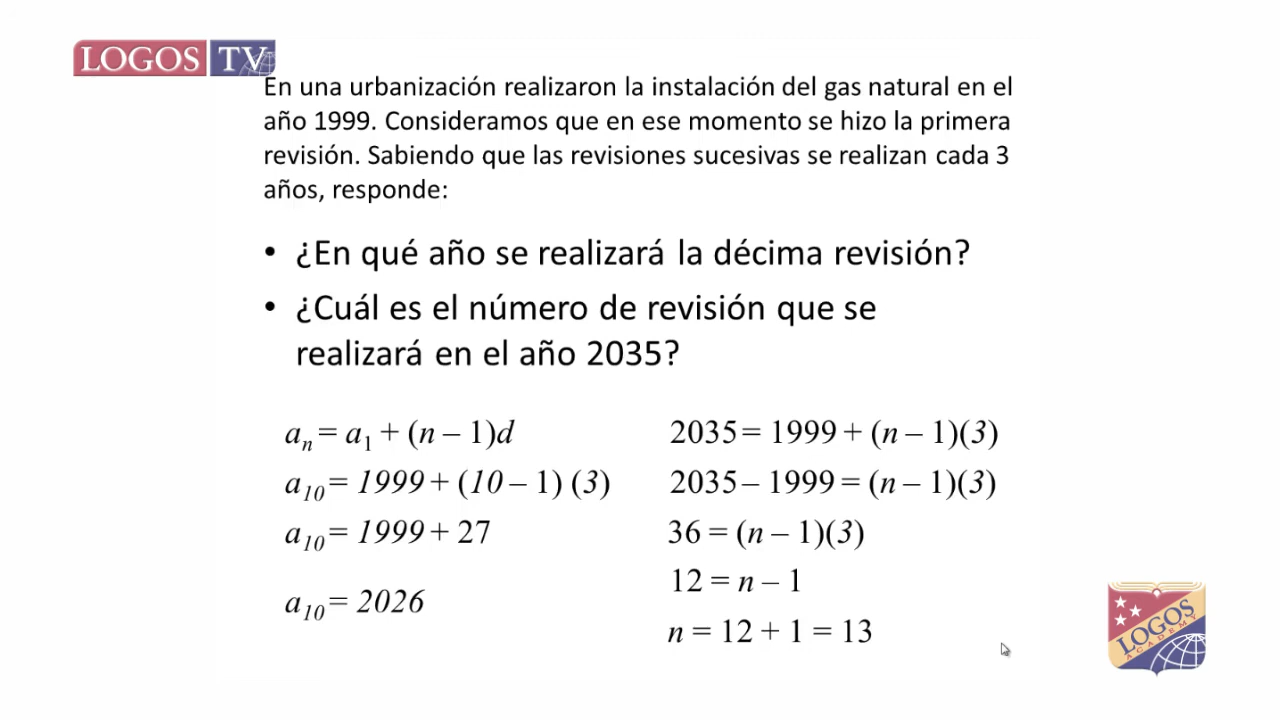 LOGOS TV
En una urbanización realizaron la instalación del gas natural en el
año 1999. Consideramos que en ese momento se hizo la primera
revisión. Sabiendo que las revisiones sucesivas se realizan cada 3
años, responde:
• ¿En qué año se realizará la décima revisión?
• ¿Cuál es el número de revisión que se
realizará en el año 2035?
aₙ = a₁ + (n – 1)d
a₁₀ = 1999 + (10 – 1) (3)
a₁₀ = 1999 + 27
a₁₀ = 2026
2035 = 1999 + (n – 1)(3)
2035 – 1999 = (n – 1)(3)
36 = (n – 1)(3)
12 = n – 1
n = 12 + 1 = 13
LOGOS
ACADEMY